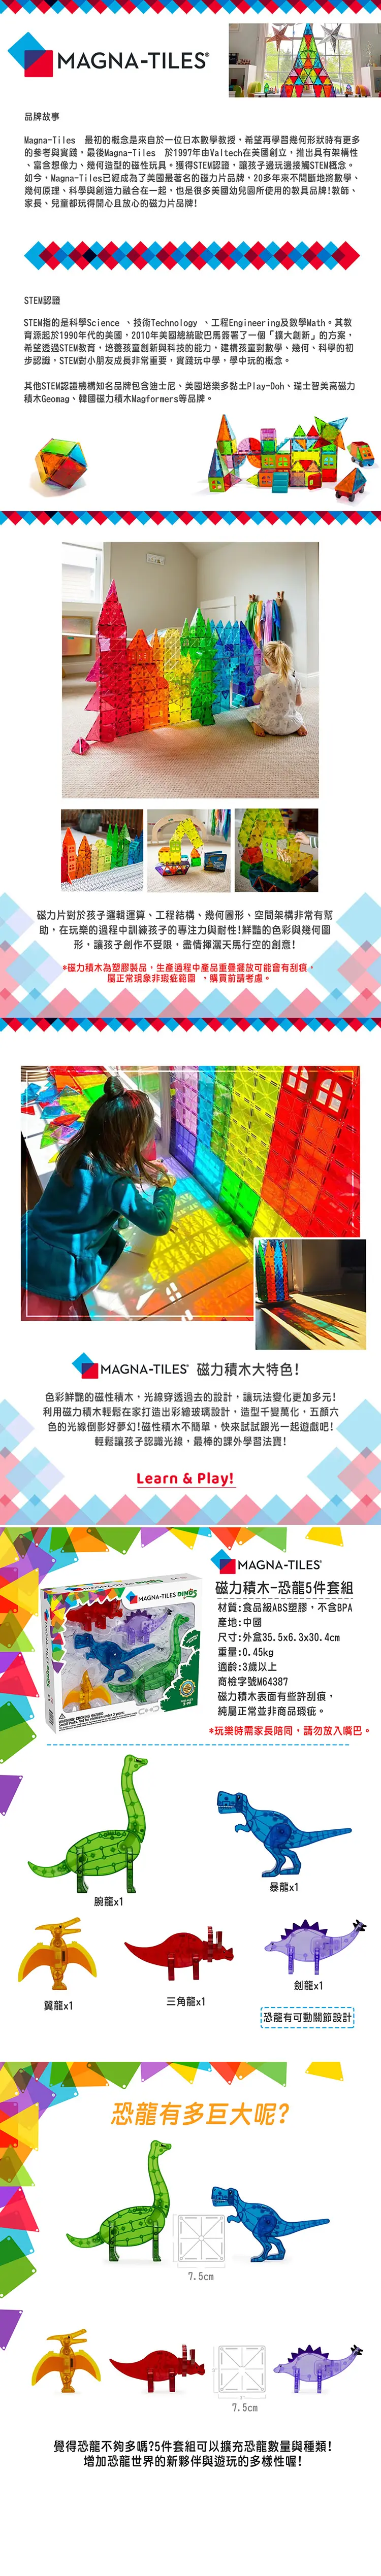 MAGNA-TILES®
品牌故事
Magna-Tiles 最初的概念是來自於一位日本數學教授，希望再學習幾何形狀時有更多
的參考與實踐，最後Magna-Tiles 於1997年由Valtech在美國創立，推出具有架構性
、富含想像力、幾何造型的磁性玩具。獲得STEM認證，讓孩子邊玩邊接觸STEM概念。
如今，Magna-Tiles已經成為了美國最著名的磁力片品牌，20多年來不間斷地將數學、
幾何原理、科學與創造力融合在一起，也是很多美國幼兒園所使用的教具品牌!教師、
家長、兒童都玩得開心且放心的磁力片品牌!
STEM認證
STEM指的是科學Science 、技術Technology 、工程Engineering及數學Math。其教
育源起於1990年代的美國，2010年美國總統歐巴馬簽署了一個「擴大創新」的方案，
希望透過STEM教育，培養孩童創新與科技的能力，建構孩童對數學、幾何、科學的初
步認識，STEM對小朋友成長非常重要，實踐玩中學，學中玩的概念。
其他STEM認證機構知名品牌包含迪士尼、美國培樂多黏土Play-Doh、瑞士智美高磁力
積木Geomag、韓國磁力積木Magformers等品牌。
磁力片對於孩子邏輯運算、工程結構、幾何圖形、空間架構非常有幫
助，在玩樂的過程中訓練孩子的專注力與耐性!鮮豔的色彩與幾何圖
形，讓孩子創作不受限，盡情揮灑天馬行空的創意!
*磁力積木為塑膠製品，生產過程中產品重疊擺放可能會有刮痕，
屬正常現象非瑕疵範圍 ，購買前請考慮。
MAGNA-TILES® 磁力積木大特色!
色彩鮮艷的磁性積木，光線穿透過去的設計，讓玩法變化更加多元!
利用磁力積木輕鬆在家打造出彩繪玻璃設計，造型千變萬化，五顏六
色的光線倒影好夢幻!磁性積木不簡單，快來試試跟光一起遊戲吧!
輕鬆讓孩子認識光線，最棒的課外學習法寶!
Learn & Play!
MAGNA-TILES®
磁力積木-恐龍5件套組
材質:食品級ABS塑膠，不含BPA
產地:中國
尺寸:外盒35.5x6.3x30.4cm
重量:0.45kg
適齡:3歲以上
商檢字號M64387
磁力積木表面有些許刮痕，
純屬正常並非商品瑕疵。
*玩樂時需家長陪同，請勿放入嘴巴。
MAGNA-TILES DINOS
腕龍x1
暴龍x1
翼龍x1
三角龍x1
劍龍x1
恐龍有可動關節設計
恐龍有多巨大呢?
7.5cm
7.5cm
覺得恐龍不夠多嗎?5件套組可以擴充恐龍數量與種類!
增加恐龍世界的新夥伴與遊玩的多樣性喔!